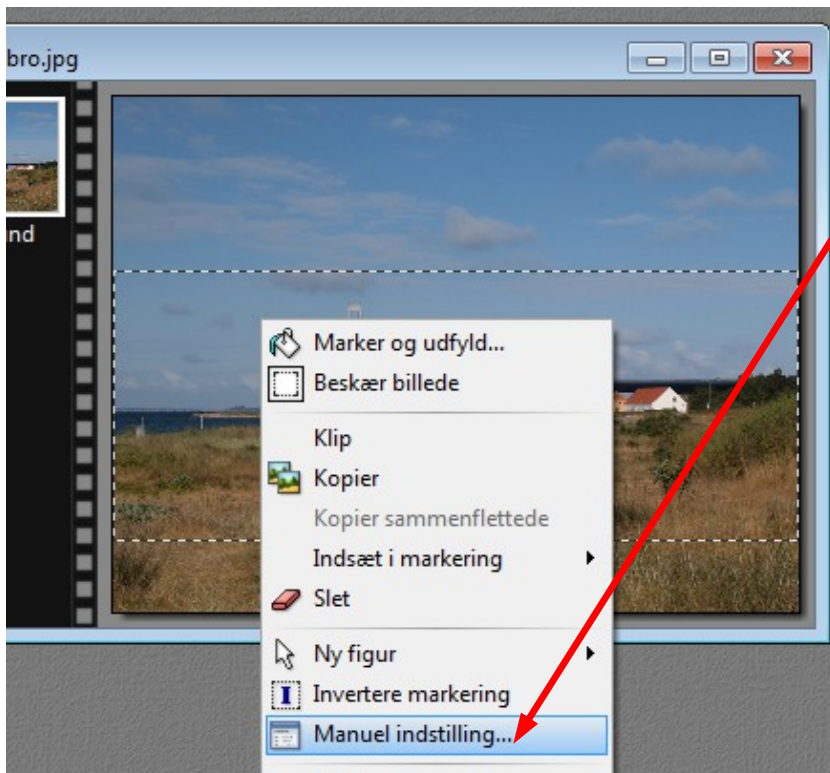 bro.jpg
nd
Marker og udfyld...
Beskær billede
Klip
Kopier
Kopier sammenflettede
Indsæt i markering
Slet
Ny figur
Invertere markering
Manuel indstilling...